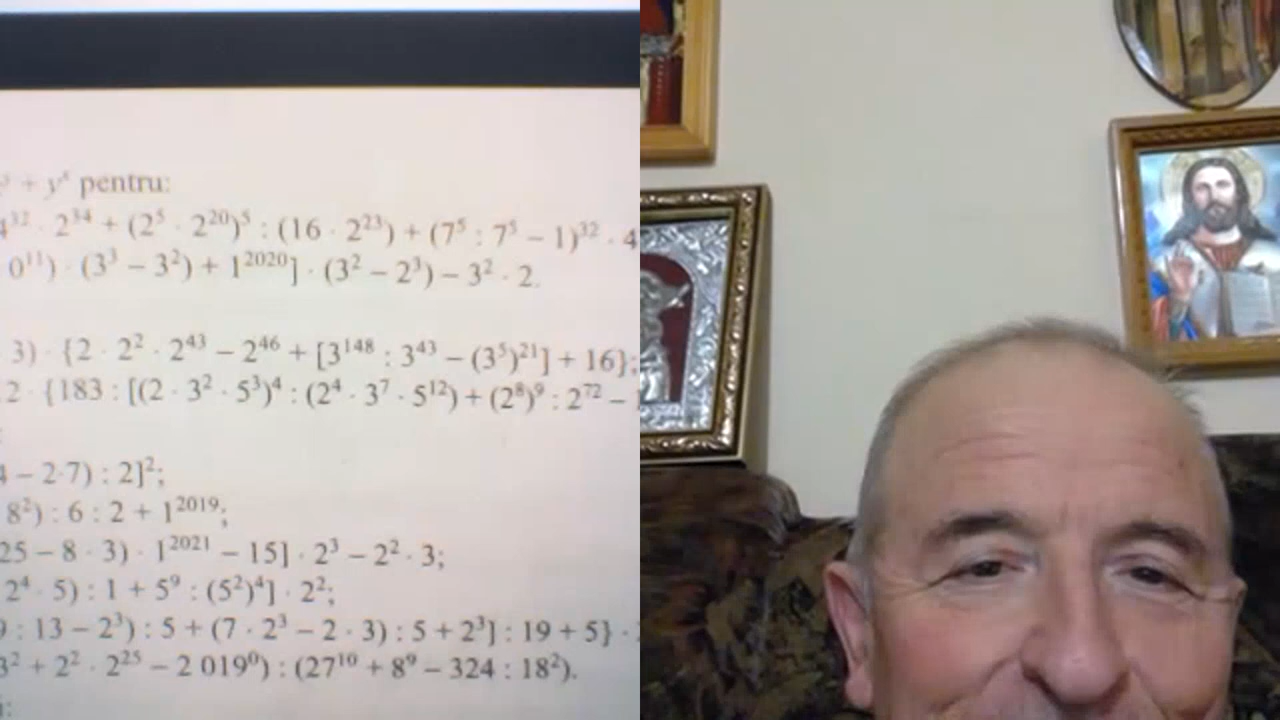 ³ + y⁴ pentru:
4³² · 2³⁴ + (2⁵ · 2²⁰)⁵ : (16 · 2²³) + (7⁵ : 7⁵ – 1)³² · 4
0¹¹) · (3³ – 3²) + 1²⁰²⁰] · (3² – 2³) – 3² · 2.
3) · {2 · 2² · 2⁴³ – 2⁴⁶ + [3¹⁴⁸ : 3⁴³ – (3⁵)²¹] + 16};
2 · {183 : [(2 · 3² · 5³)⁴ : (2⁴ · 3⁷ · 5¹²) + (2⁸)⁹ : 2⁷² –
4 – 2·7) : 2]²;
8²) : 6 : 2 + 1²⁰¹⁹;
25 – 8 · 3) · 1²⁰²¹ – 15] · 2³ – 2² · 3;
2⁴ · 5) : 1 + 5⁹ : (5²)⁴] · 2²;
9 : 13 – 2³) : 5 + (7 · 2³ – 2 · 3) : 5 + 2³] : 19 + 5} ·
3² + 2² · 2²⁵ – 2 019⁰) : (27¹⁰ + 8⁹ – 324 : 18²).